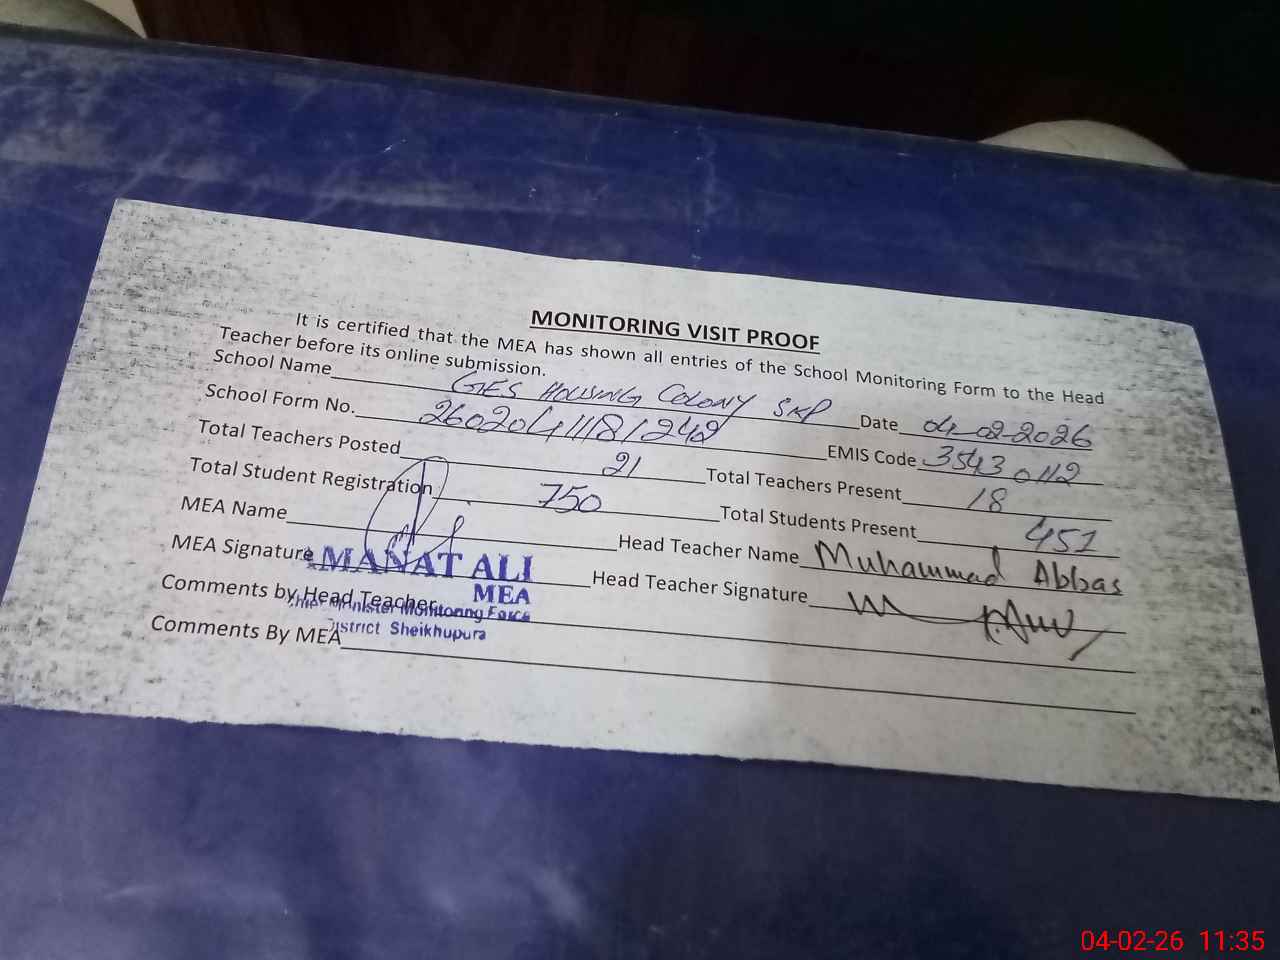 MONITORING VISIT PROOF
It is certified that the MEA has shown all entries of the School Monitoring Form to the Head
Teacher before its online submission.
School Name GES HOUSING COLONY SKP Date 04-02-2026
School Form No. 26020411181242 EMIS Code 35430112
Total Teachers Posted 21 Total Teachers Present 18
Total Student Registration 750 Total Students Present 451
MEA Name Head Teacher Name Muhammad Abbas
MEA Signature Head Teacher Signature
MANAT ALI
MEA
Comments by Head Teacher
Chief Minister Monitoring Force
District Sheikhupura
Comments By MEA
04-02-26 11:35